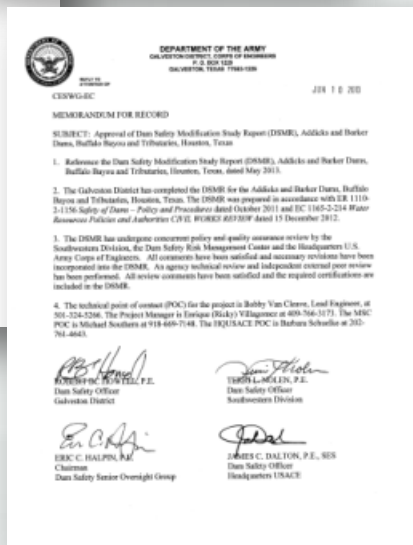 DEPARTMENT OF THE ARMY
GALVESTON DISTRICT, CORPS OF ENGINEERS
P. O. BOX 1229
GALVESTON, TEXAS 77553-1229
REPLY TO
ATTENTION OF
CESWG-EC
JUN 10 2013
MEMORANDUM FOR RECORD
SUBJECT: Approval of Dam Safety Modification Study Report (DSMR), Addicks and Barker
Dams, Buffalo Bayou and Tributaries, Houston, Texas
1. Reference the Dam Safety Modification Study Report (DSMR), Addicks and Barker Dams,
Buffalo Bayou and Tributaries, Houston, Texas, dated May 2013.
2. The Galveston District has completed the DSMR for the Addicks and Barker Dams, Buffalo
Bayou and Tributaries, Houston, Texas. The DSMR was prepared in accordance with ER 1110-
2-1156 Safety of Dams – Policy and Procedures dated October 2011 and EC 1165-2-214 Water
Resources Policies and Authorities CIVIL WORKS REVIEW dated 15 December 2012.
3. The DSMR has undergone concurrent policy and quality assurance review by the
Southwestern Division, the Dam Safety Risk Management Center and the Headquarters U.S.
Army Corps of Engineers. All comments have been satisfied and necessary revisions have been
incorporated into the DSMR. An agency technical review and independent external peer review
has been performed. All review comments have been satisfied and the required certifications are
included in the DSMR.
4. The technical point of contact (POC) for the project is Bobby Van Cleave, Lead Engineer, at
501-324-5266. The Project Manager is Enrique (Ricky) Villagomez at 409-766-3173. The MSC
POC is Michael Southern at 918-669-7148. The HQUSACE POC is Barbara Schuelke at 202-
761-4643.
ROBERT B. HOWELL, P.E.
Dam Safety Officer
Galveston District
TERRI L. NOLEN, P.E.
Dam Safety Officer
Southwestern Division
ERIC C. HALPIN, P.E.
Chairman
Dam Safety Senior Oversight Group
JAMES C. DALTON, P.E., SES
Dam Safety Officer
Headquarters USACE